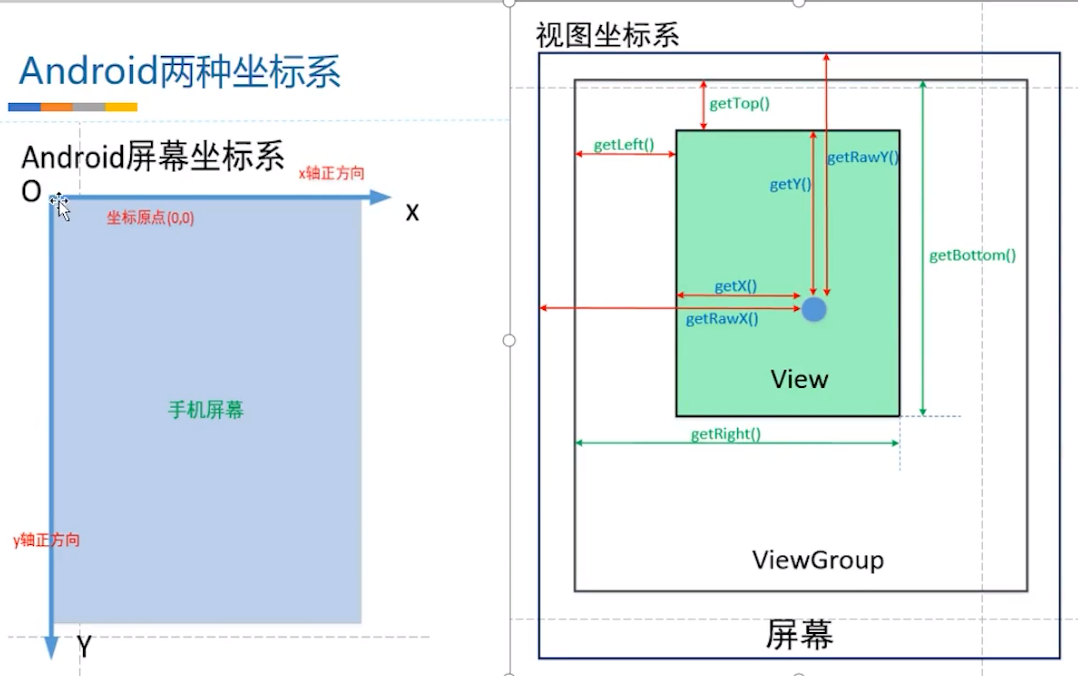 Android两种坐标系
Android屏幕坐标系
O
x轴正方向
X
坐标原点(0,0)
手机屏幕
y轴正方向
Y
视图坐标系
getTop()
getLeft()
getRawY()
getY()
getBottom()
getX()
getRawX()
View
getRight()
ViewGroup
屏幕